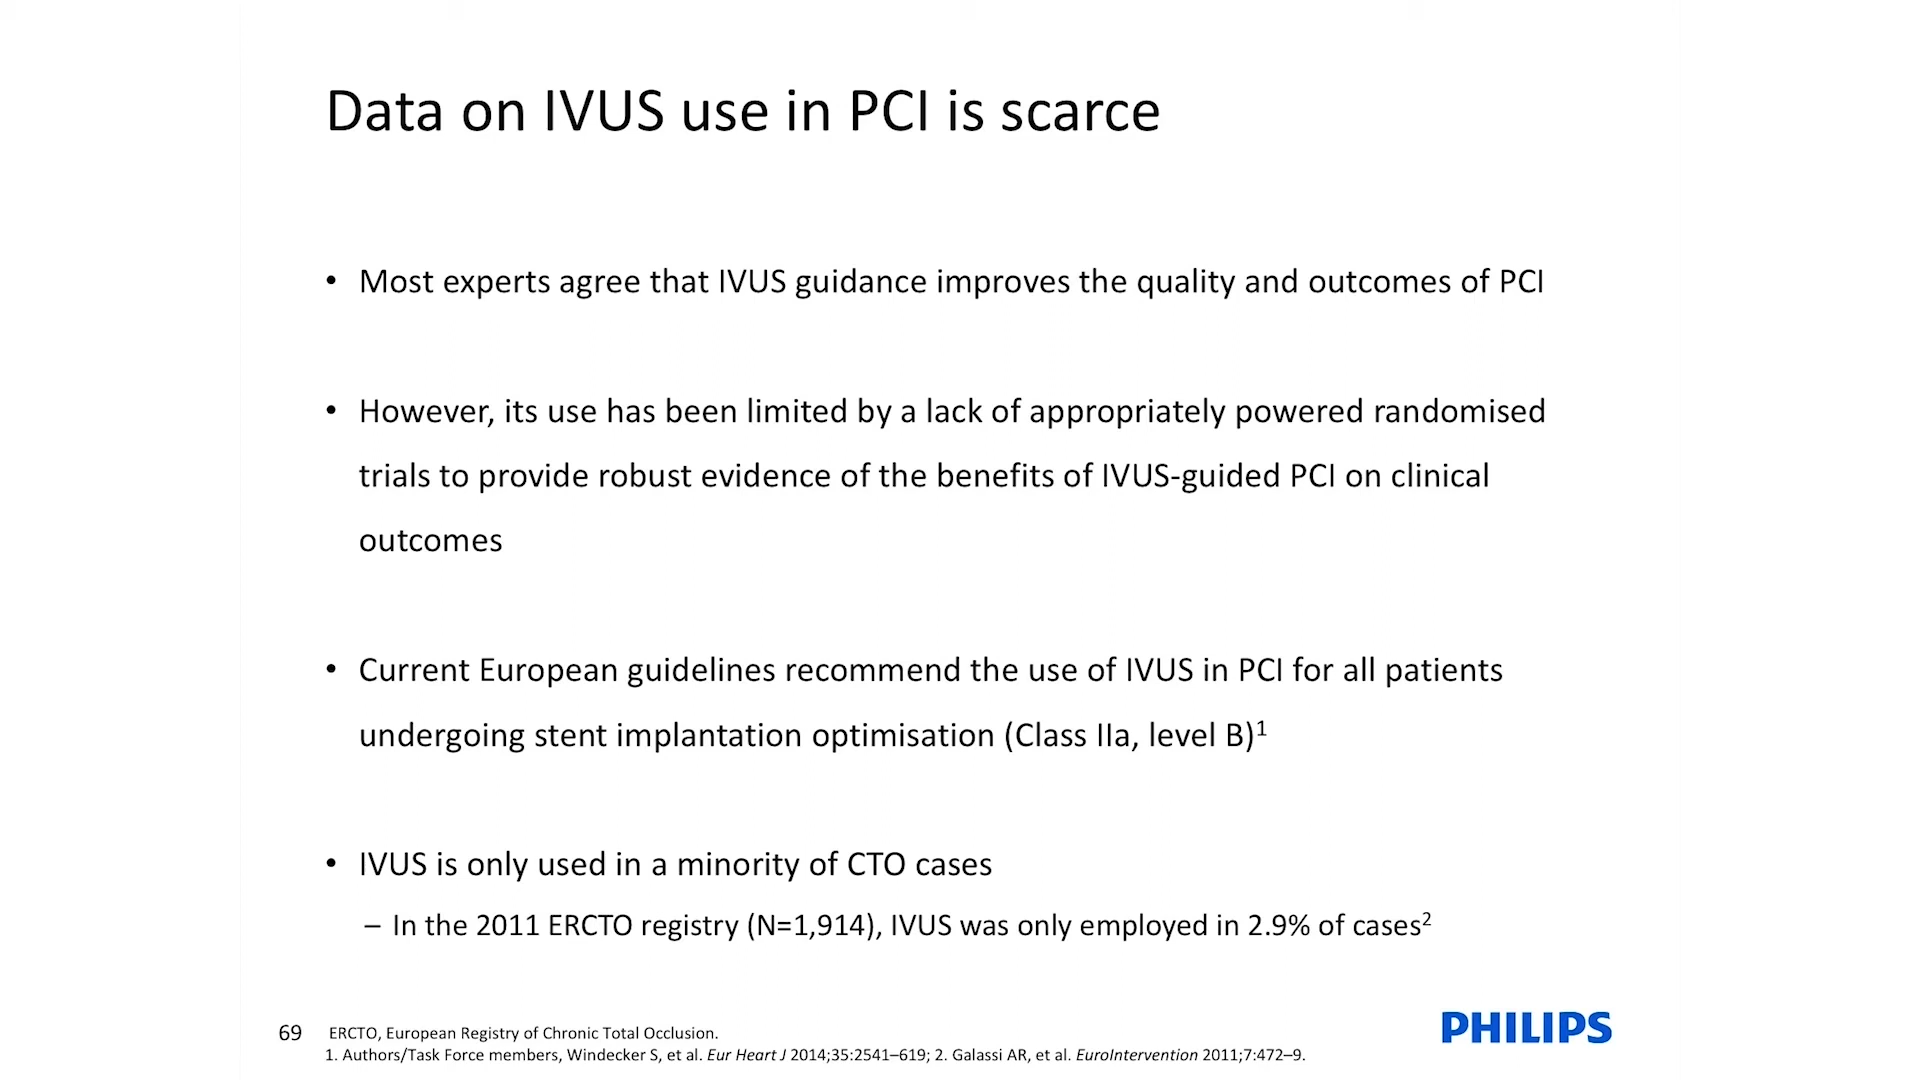 Data on IVUS use in PCI is scarce
• Most experts agree that IVUS guidance improves the quality and outcomes of PCI
• However, its use has been limited by a lack of appropriately powered randomised
trials to provide robust evidence of the benefits of IVUS-guided PCI on clinical
outcomes
• Current European guidelines recommend the use of IVUS in PCI for all patients
undergoing stent implantation optimisation (Class IIa, level B)¹
• IVUS is only used in a minority of CTO cases
– In the 2011 ERCTO registry (N=1,914), IVUS was only employed in 2.9% of cases²
69 ERCTO, European Registry of Chronic Total Occlusion.
1. Authors/Task Force members, Windecker S, et al. Eur Heart J 2014;35:2541–619; 2. Galassi AR, et al. EuroIntervention 2011;7:472–9.
PHILIPS